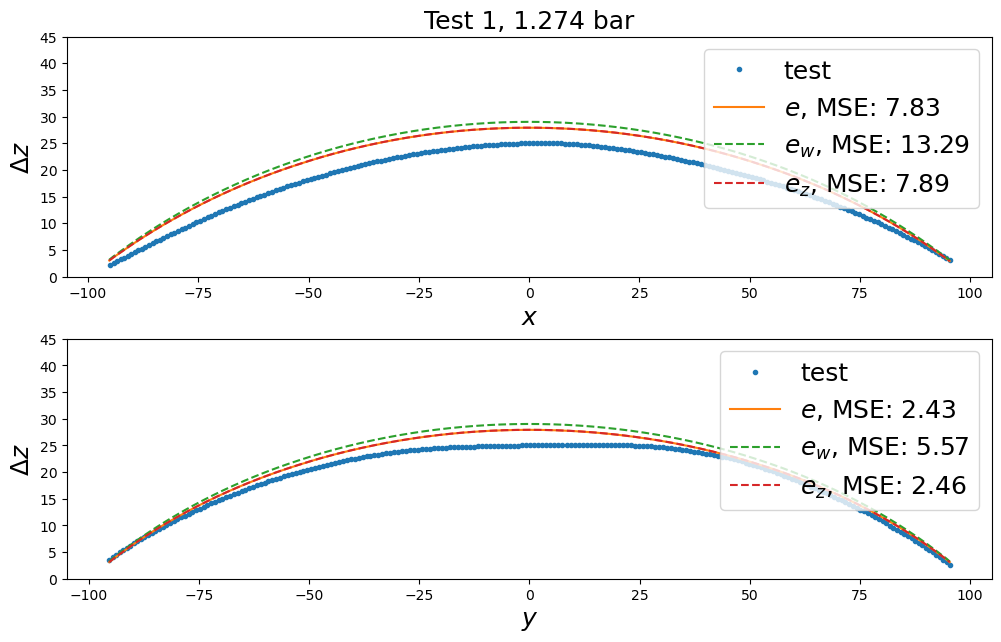 Test 1, 1.274 bar
45
40
35
30
25
20
15
10
5
0
Δz
test
e, MSE: 7.83
e_w, MSE: 13.29
e_z, MSE: 7.89
−100 −75 −50 −25 0 25 50 75 100
x
45
40
35
30
25
20
15
10
5
0
Δz
test
e, MSE: 2.43
e_w, MSE: 5.57
e_z, MSE: 2.46
−100 −75 −50 −25 0 25 50 75 100
y